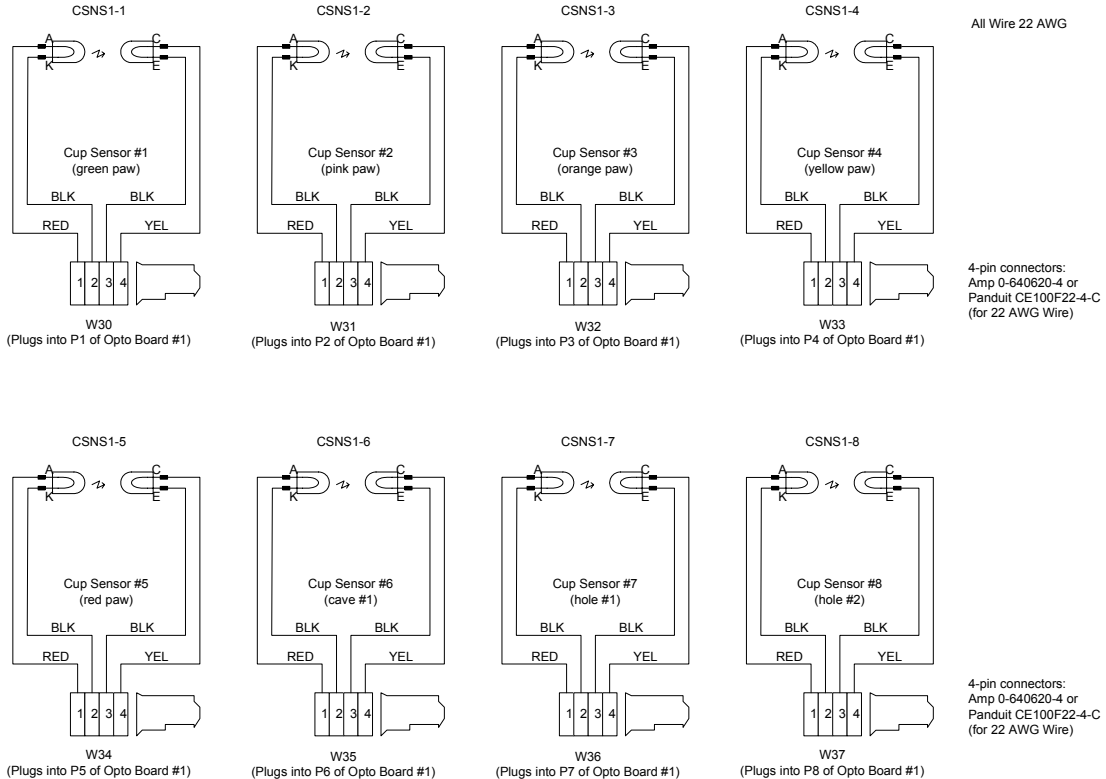 CSNS1-1
CSNS1-2
CSNS1-3
CSNS1-4
All Wire 22 AWG
A C
K E
A C
K E
A C
K E
A C
K E
Cup Sensor #1
(green paw)
Cup Sensor #2
(pink paw)
Cup Sensor #3
(orange paw)
Cup Sensor #4
(yellow paw)
BLK BLK
RED YEL
BLK BLK
RED YEL
BLK BLK
RED YEL
BLK BLK
RED YEL
1 2 3 4
1 2 3 4
1 2 3 4
1 2 3 4
4-pin connectors:
Amp 0-640620-4 or
Panduit CE100F22-4-C
(for 22 AWG Wire)
W30
(Plugs into P1 of Opto Board #1)
W31
(Plugs into P2 of Opto Board #1)
W32
(Plugs into P3 of Opto Board #1)
W33
(Plugs into P4 of Opto Board #1)
CSNS1-5
CSNS1-6
CSNS1-7
CSNS1-8
A C
K E
A C
K E
A C
K E
A C
K E
Cup Sensor #5
(red paw)
Cup Sensor #6
(cave #1)
Cup Sensor #7
(hole #1)
Cup Sensor #8
(hole #2)
BLK BLK
RED YEL
BLK BLK
RED YEL
BLK BLK
RED YEL
BLK BLK
RED YEL
1 2 3 4
1 2 3 4
1 2 3 4
1 2 3 4
4-pin connectors:
Amp 0-640620-4 or
Panduit CE100F22-4-C
(for 22 AWG Wire)
W34
(Plugs into P5 of Opto Board #1)
W35
(Plugs into P6 of Opto Board #1)
W36
(Plugs into P7 of Opto Board #1)
W37
(Plugs into P8 of Opto Board #1)